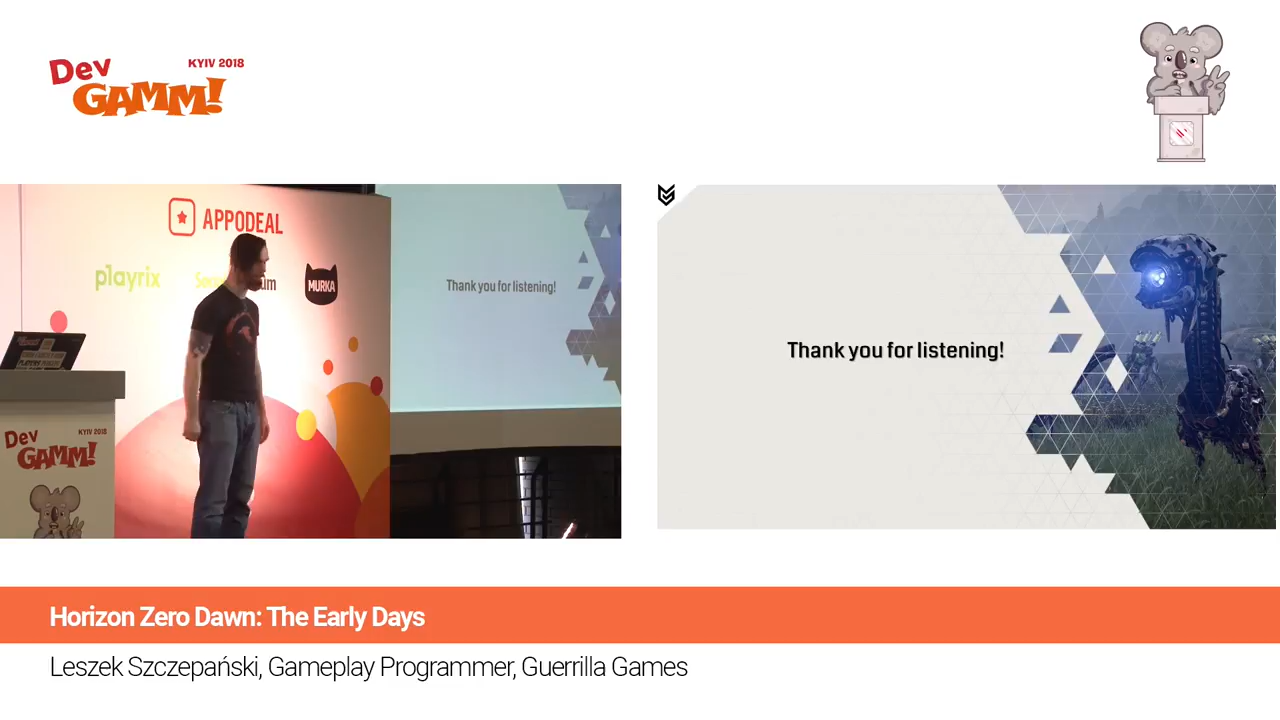 Dev
GAMM!
KYIV 2018
APPODEAL
playrix
MURKA
Thank you for listening!
Dev
GAMM!
KYIV 2018
Thank you for listening!
Horizon Zero Dawn: The Early Days
Leszek Szczepański, Gameplay Programmer, Guerrilla Games